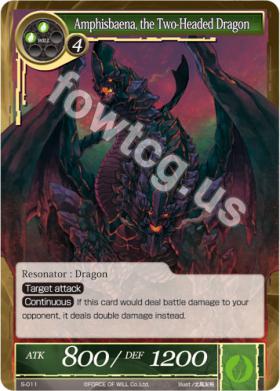 Amphisbaena, the Two-Headed Dragon
WILL
4
fowtcg.us
Resonator : Dragon
Target attack
Continuous If this card would deal battle damage to your
opponent, it deals double damage instead.
S-011
©FORCE OF WILL Co.,Ltd.
Illust /
ATK 800/ DEF 1200